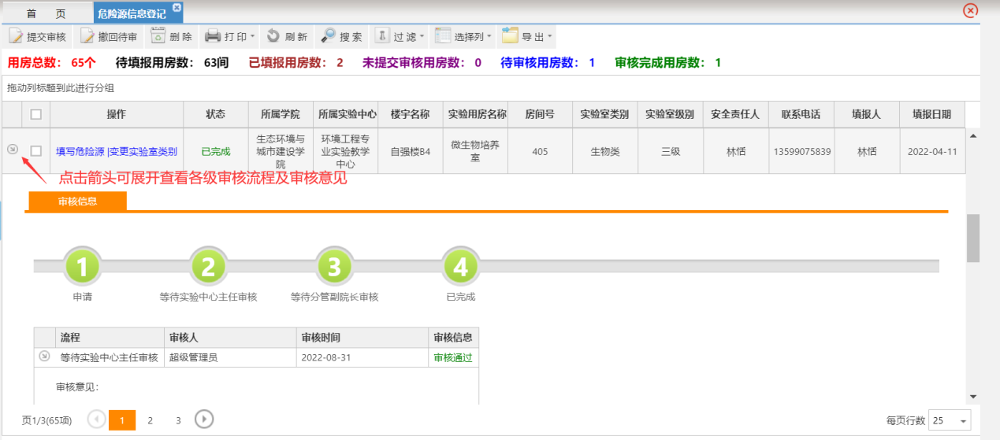 首 页 危险源信息登记
提交审核 撤回待审 删 除 打 印 刷 新 搜 索 过 滤 选择列 导 出
用房总数： 65个 待填报用房数： 63间 已填报用房数： 2 未提交审核用房数： 0 待审核用房数： 1 审核完成用房数： 1
拖动列标题到此进行分组
操作 状态 所属学院 所属实验中心 楼宇名称 实验用房名称 房间号 实验室类别 实验室级别 安全责任人 联系电话 填报人 填报日期
填写危险源 |变更实验室类别 已完成 生态环境与城市建设学院 环境工程专业实验教学中心 自强楼B4 微生物培养室 405 生物类 三级 林恬 13599075839 林恬 2022-04-11
点击箭头可展开查看各级审核流程及审核意见
审核信息
1 2 3 4
申请 等待实验中心主任审核 等待分管副院长审核 已完成
流程 审核人 审核时间 审核信息
等待实验中心主任审核 超级管理员 2022-08-31 审核通过
审核意见：
页1/3(65项) 1 2 3 每页行数 25